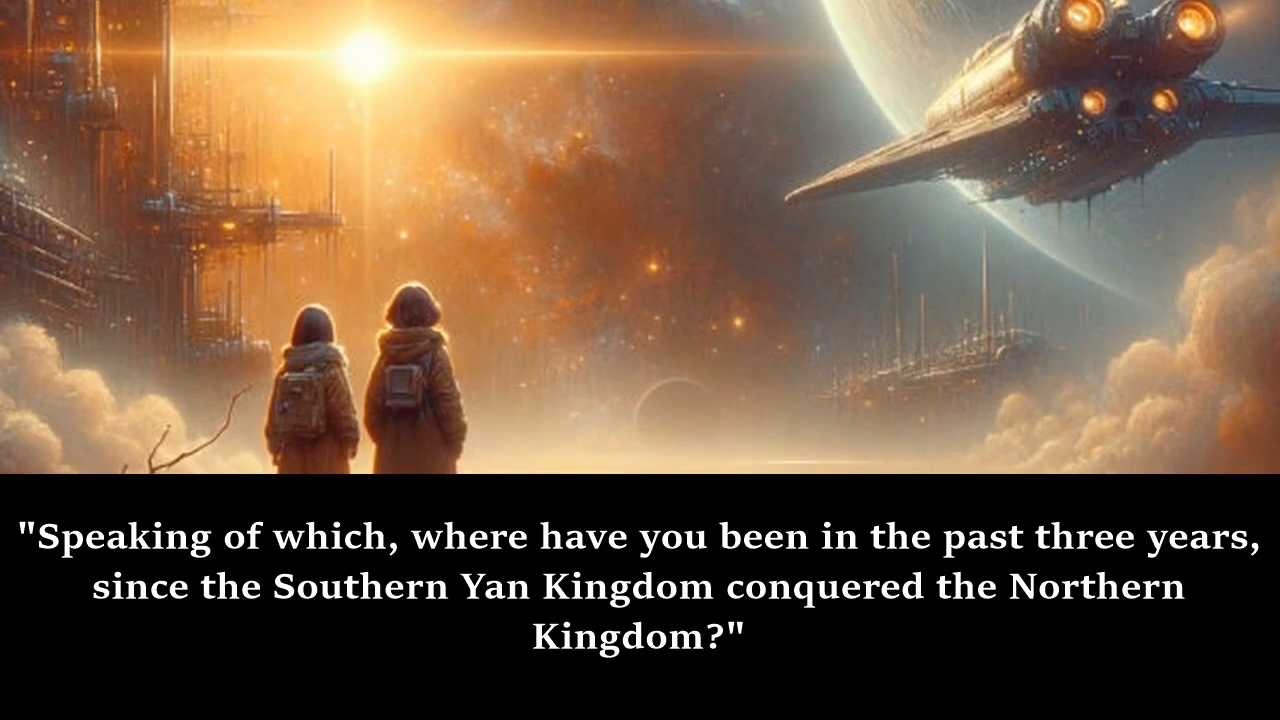 "Speaking of which, where have you been in the past three years,
since the Southern Yan Kingdom conquered the Northern
Kingdom?"